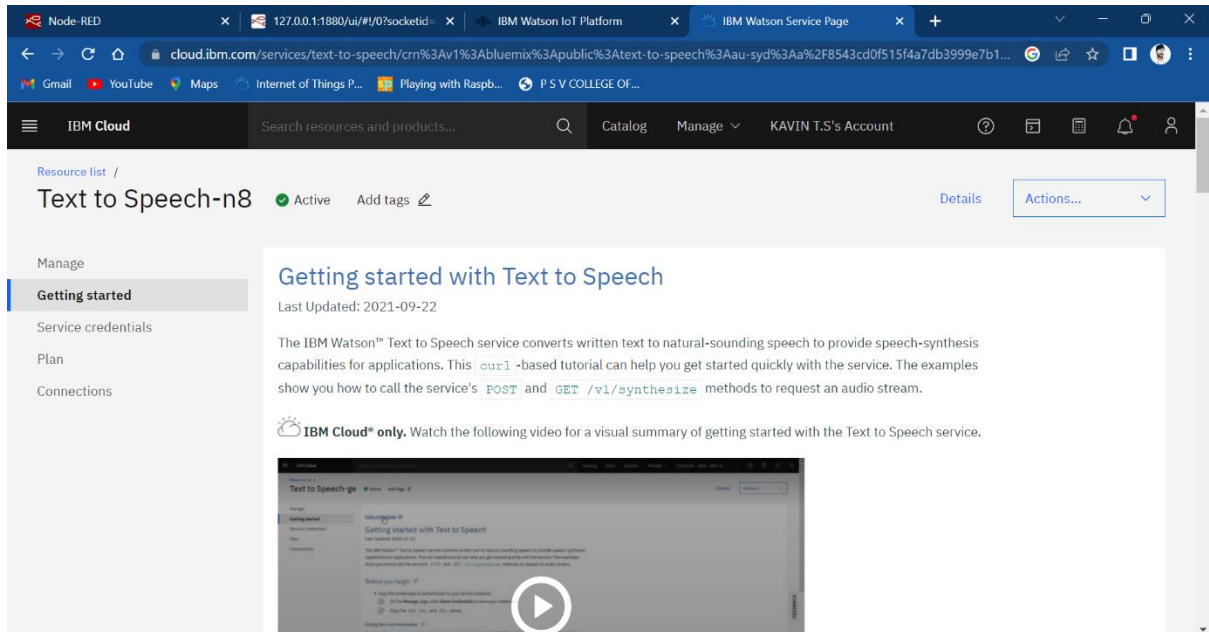 Node-RED
127.0.0.1:1880/ui/#!/0?socketid=
IBM Watson IoT Platform
IBM Watson Service Page
cloud.ibm.com/services/text-to-speech/crn%3Av1%3Abluemix%3Apublic%3Atext-to-speech%3Aau-syd%3Aa%2F8543cd0f515f4a7db3999e7b1...
Gmail YouTube Maps Internet of Things P... Playing with Raspb... P S V COLLEGE OF...
IBM Cloud Search resources and products... Catalog Manage KAVIN T.S's Account
Resource list /
Text to Speech-n8 Active Add tags Details Actions...
Manage
Getting started
Service credentials
Plan
Connections
Getting started with Text to Speech
Last Updated: 2021-09-22
The IBM Watson™ Text to Speech service converts written text to natural-sounding speech to provide speech-synthesis
capabilities for applications. This curl -based tutorial can help you get started quickly with the service. The examples
show you how to call the service's POST and GET /v1/synthesize methods to request an audio stream.
IBM Cloud® only. Watch the following video for a visual summary of getting started with the Text to Speech service.
Text to Speech-ge
Getting started with Text to Speech
Before you begin
FEEDBACK